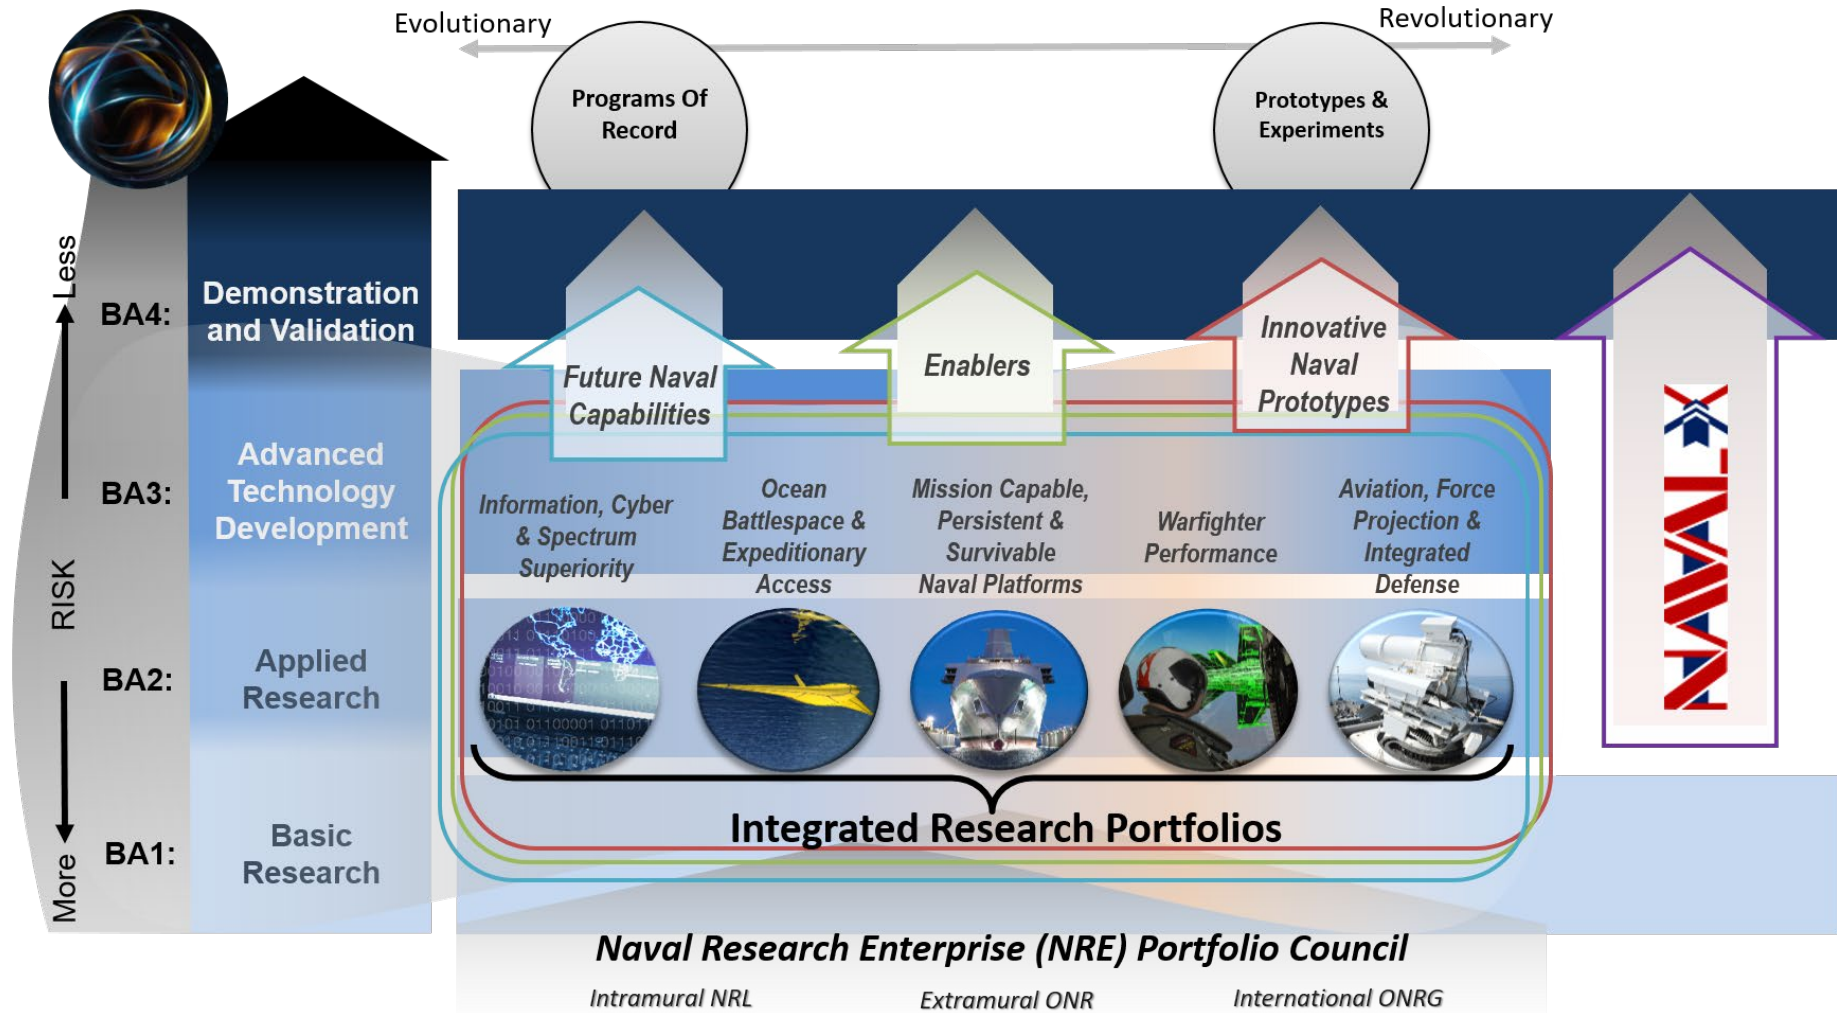 Evolutionary
Revolutionary
Programs Of
Record
Prototypes &
Experiments
Less
RISK
More
BA4:
Demonstration
and Validation
BA3:
Advanced
Technology
Development
BA2:
Applied
Research
BA1:
Basic
Research
Future Naval
Capabilities
Enablers
Innovative
Naval
Prototypes
Information, Cyber
& Spectrum
Superiority
Ocean
Battlespace &
Expeditionary
Access
Mission Capable,
Persistent &
Survivable
Naval Platforms
Warfighter
Performance
Aviation, Force
Projection &
Integrated
Defense
NAVAL X
Integrated Research Portfolios
Naval Research Enterprise (NRE) Portfolio Council
Intramural NRL
Extramural ONR
International ONRG